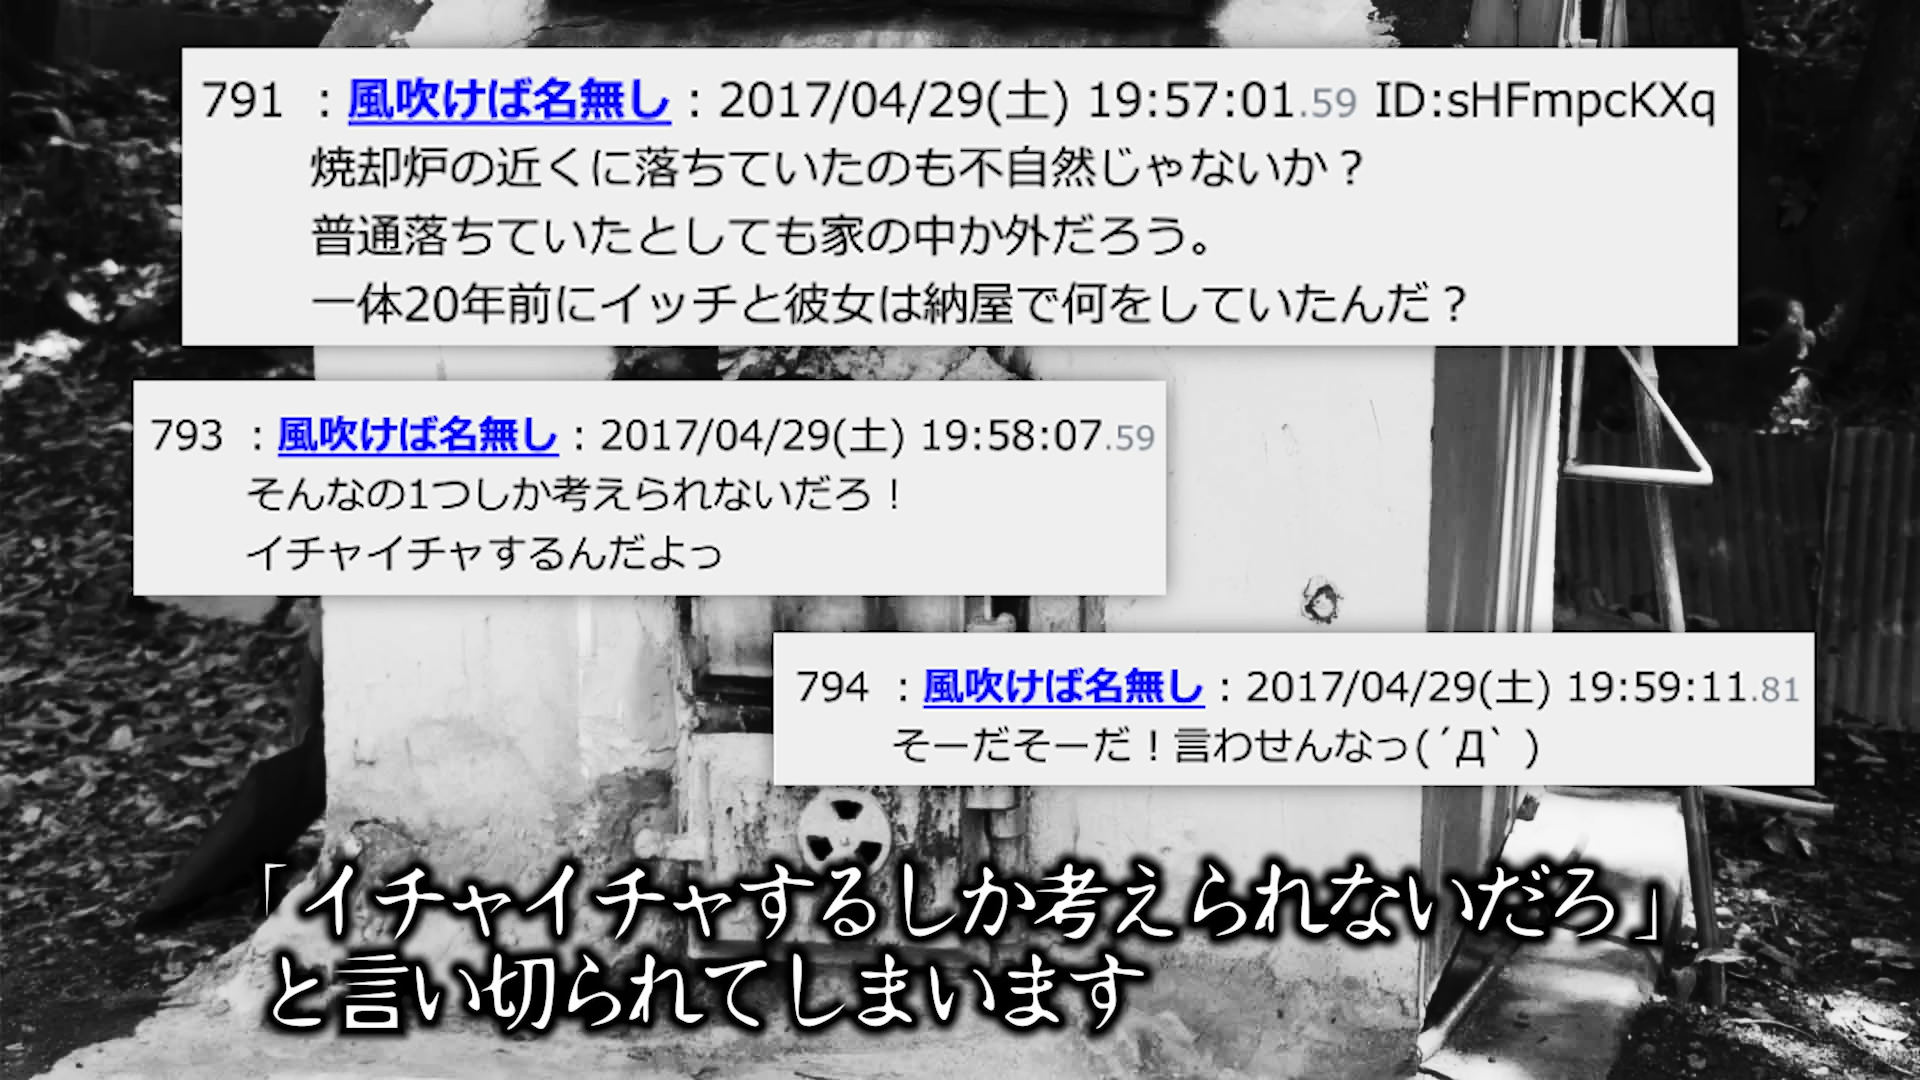 791 ：風吹けば名無し：2017/04/29(土) 19:57:01.59 ID:sHFmpcKXq
焼却炉の近くに落ちていたのも不自然じゃないか？
普通落ちていたとしても家の中か外だろう。
一体20年前にイッチと彼女は納屋で何をしていたんだ？
793 ：風吹けば名無し：2017/04/29(土) 19:58:07.59
そんなの1つしか考えられないだろ！
イチャイチャするんだよっ
794 ：風吹けば名無し：2017/04/29(土) 19:59:11.81
そーだそーだ！言わせんなっ(´Д` )
「イチャイチャするしか考えられないだろ」
と言い切られてしまいます